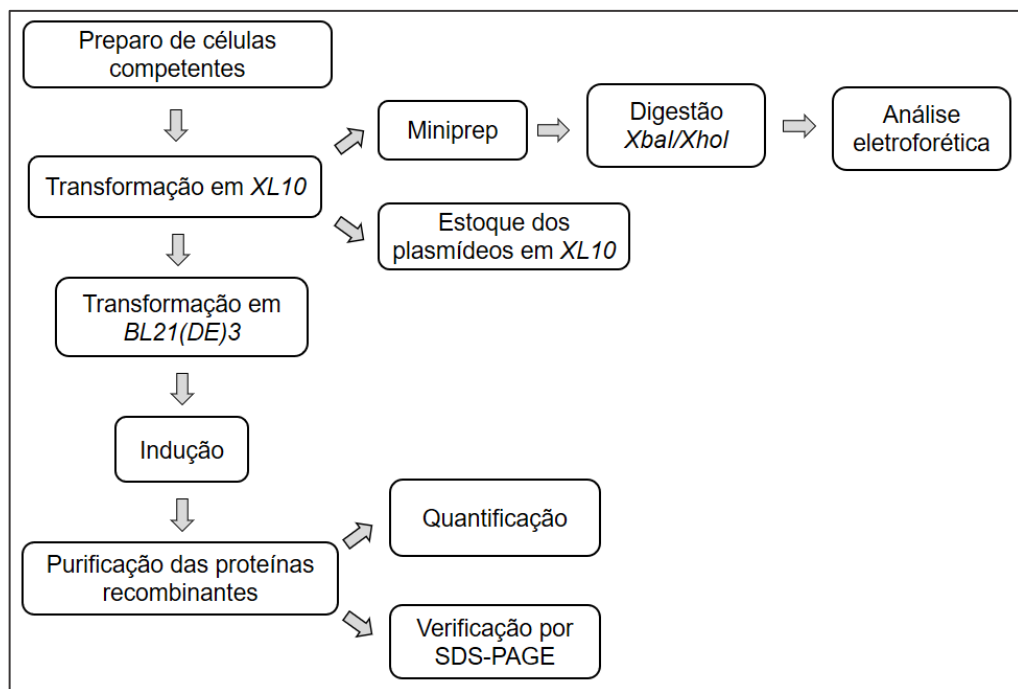 Preparo de células
competentes
Miniprep
Digestão
XbaI/XhoI
Análise
eletroforética
Transformação em XL10
Estoque dos
plasmídeos em XL10
Transformação em
BL21(DE)3
Indução
Quantificação
Purificação das proteínas
recombinantes
Verificação por
SDS-PAGE